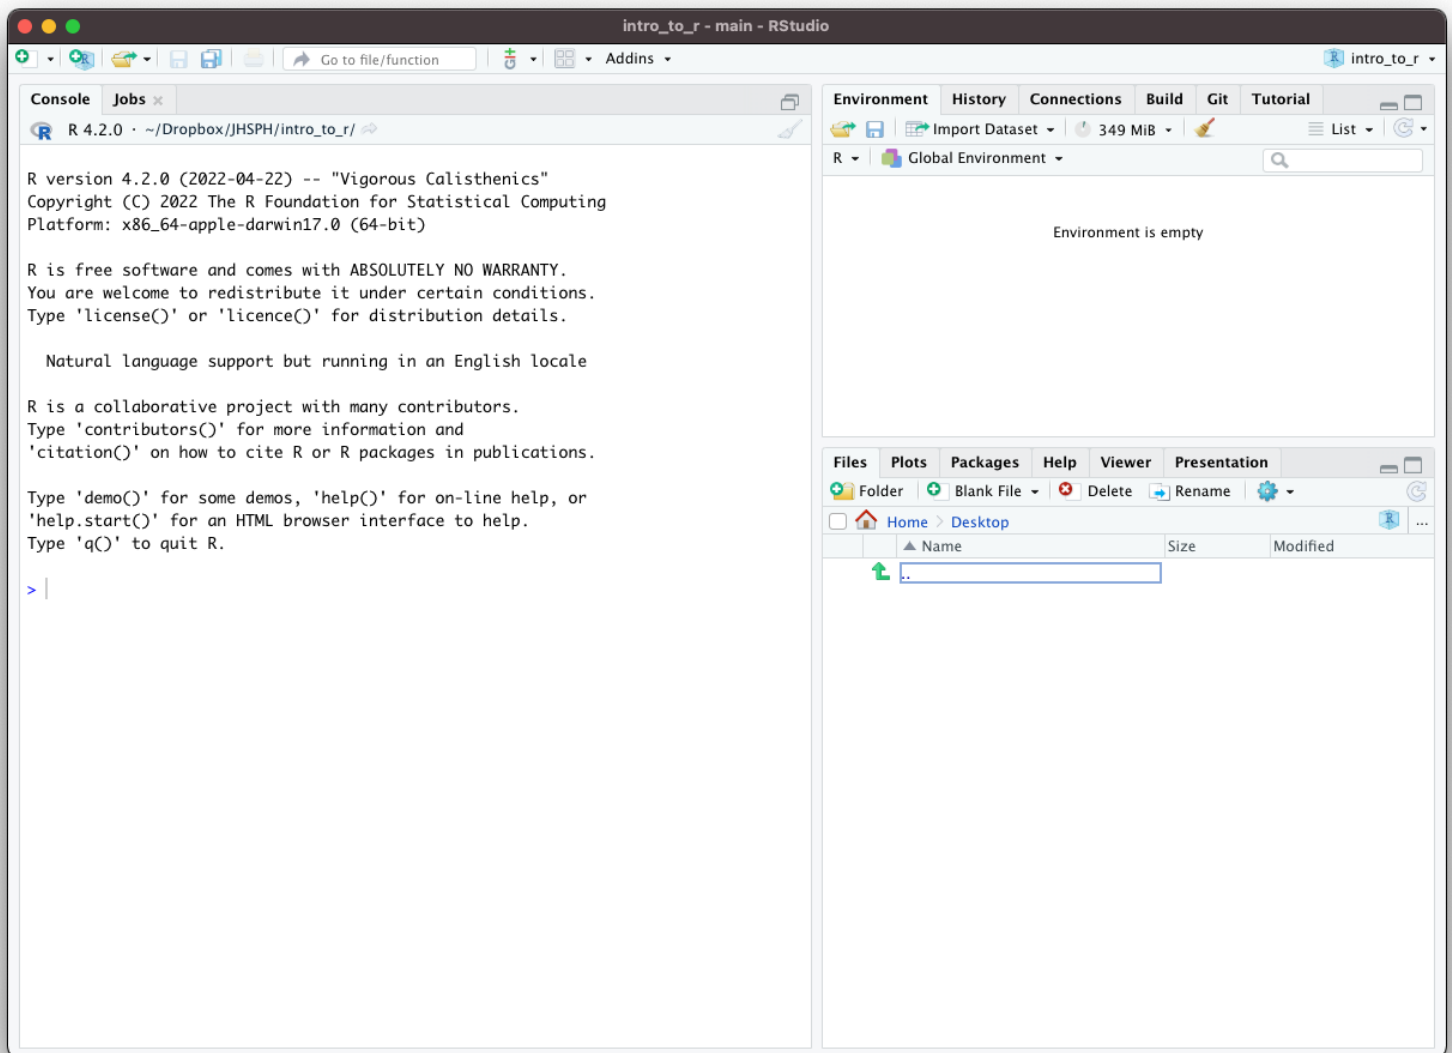 intro_to_r - main - RStudio
Go to file/function
Addins
intro_to_r
Console Jobs
R 4.2.0 · ~/Dropbox/JHSPH/intro_to_r/
R version 4.2.0 (2022-04-22) -- "Vigorous Calisthenics"
Copyright (C) 2022 The R Foundation for Statistical Computing
Platform: x86_64-apple-darwin17.0 (64-bit)
R is free software and comes with ABSOLUTELY NO WARRANTY.
You are welcome to redistribute it under certain conditions.
Type 'license()' or 'licence()' for distribution details.
Natural language support but running in an English locale
R is a collaborative project with many contributors.
Type 'contributors()' for more information and
'citation()' on how to cite R or R packages in publications.
Type 'demo()' for some demos, 'help()' for on-line help, or
'help.start()' for an HTML browser interface to help.
Type 'q()' to quit R.
>
Environment History Connections Build Git Tutorial
Import Dataset 349 MiB List
R Global Environment
Environment is empty
Files Plots Packages Help Viewer Presentation
Folder Blank File Delete Rename
Home Desktop ...
Name Size Modified
..